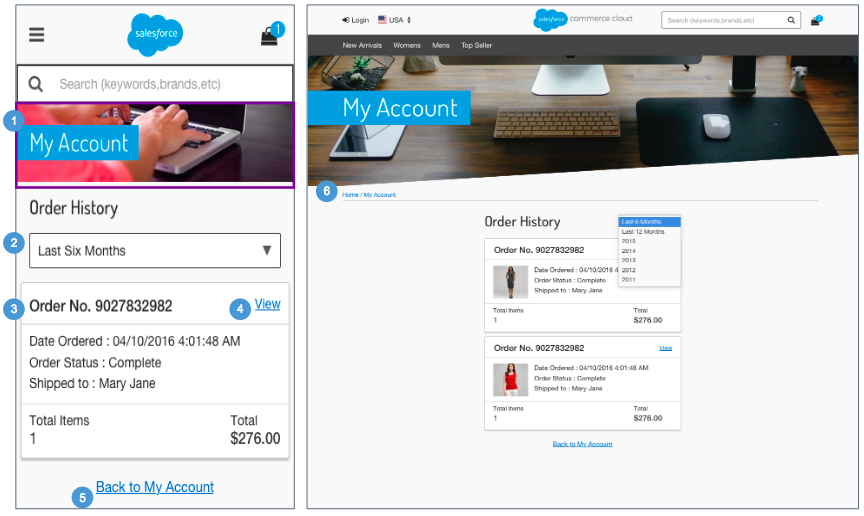 salesforce
1
Search (keywords,brands,etc)
1
My Account
Order History
2
Last Six Months
3
Order No. 9027832982
4
View
Date Ordered : 04/10/2016 4:01:48 AM
Order Status : Complete
Shipped to : Mary Jane
Total Items
Total
1
$276.00
5
Back to My Account
Login
USA
salesforce
commerce cloud
Search (keywords,brands,etc)
New Arrivals
Womens
Mens
Top Seller
My Account
6
Home / My Account
Order History
Last 6 Months
Last 12 Months
2015
2014
2013
2012
2011
Order No. 9027832982
Date Ordered : 04/10/2016 4
Order Status : Complete
Shipped to : Mary Jane
Total Items
Total
1
$276.00
Order No. 9027832982
View
Date Ordered : 04/10/2016 4:01:48 AM
Order Status : Complete
Shipped to : Mary Jane
Total Items
Total
1
$276.00
Back to My Account